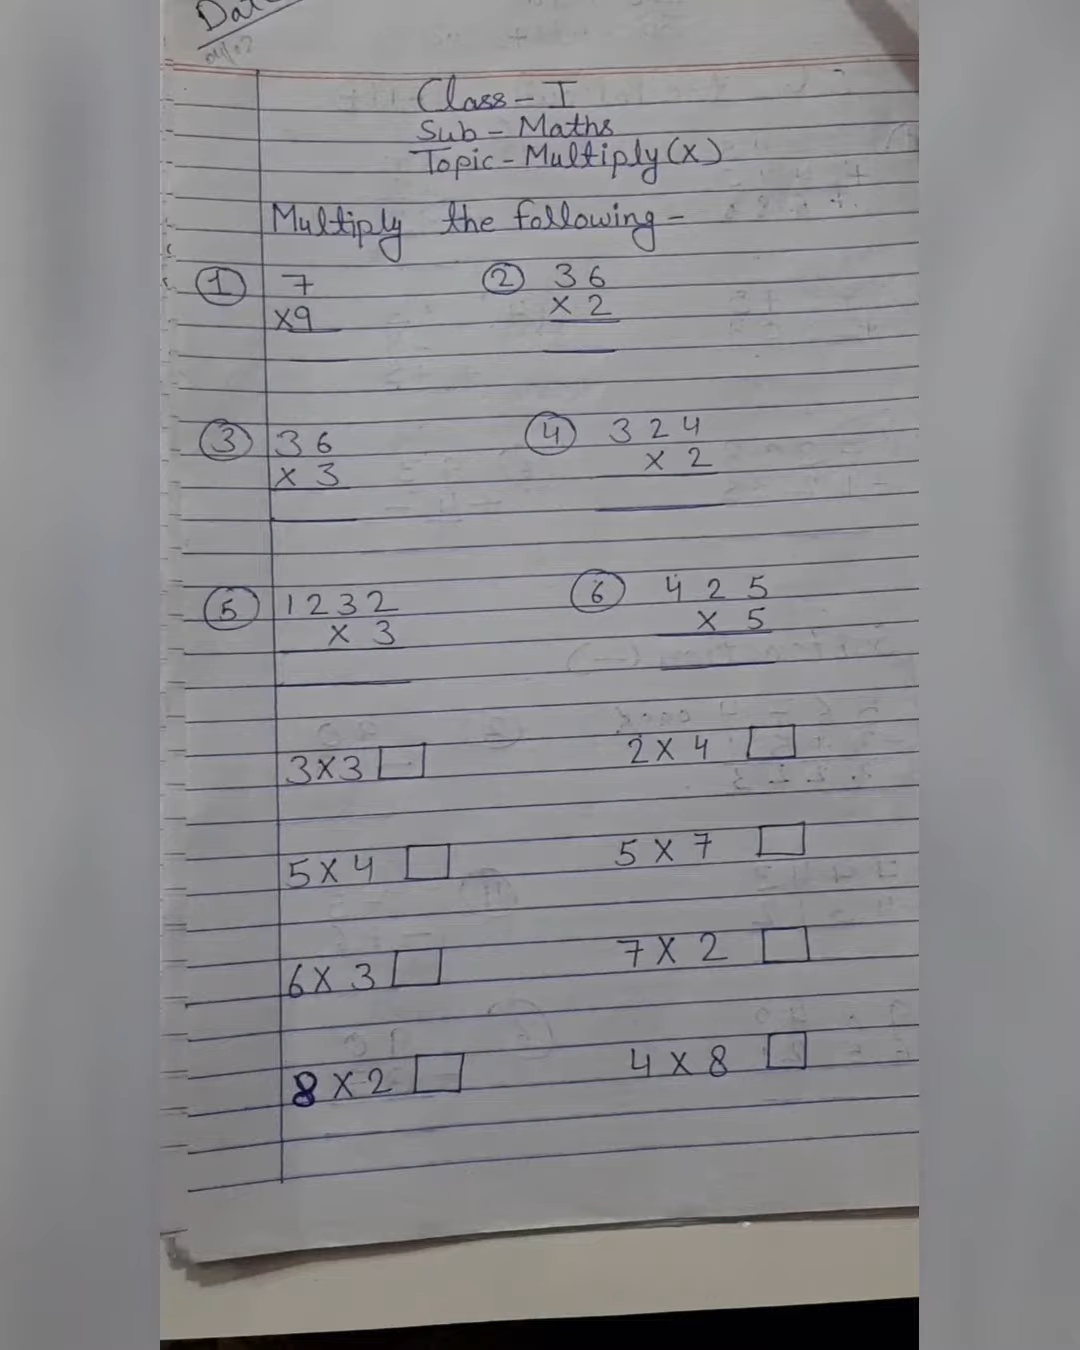 Date
Class - I
Sub - Maths
Topic - Multiply (x)
Multiply the following -
① 7 ② 36
x9 x 2
③ 36 ④ 324
x 3 x 2
⑤ 1232 ⑥ 425
x 3 x 5
3x3 2x4
5x4 5x7
6x3 7x2
8x2 4x8